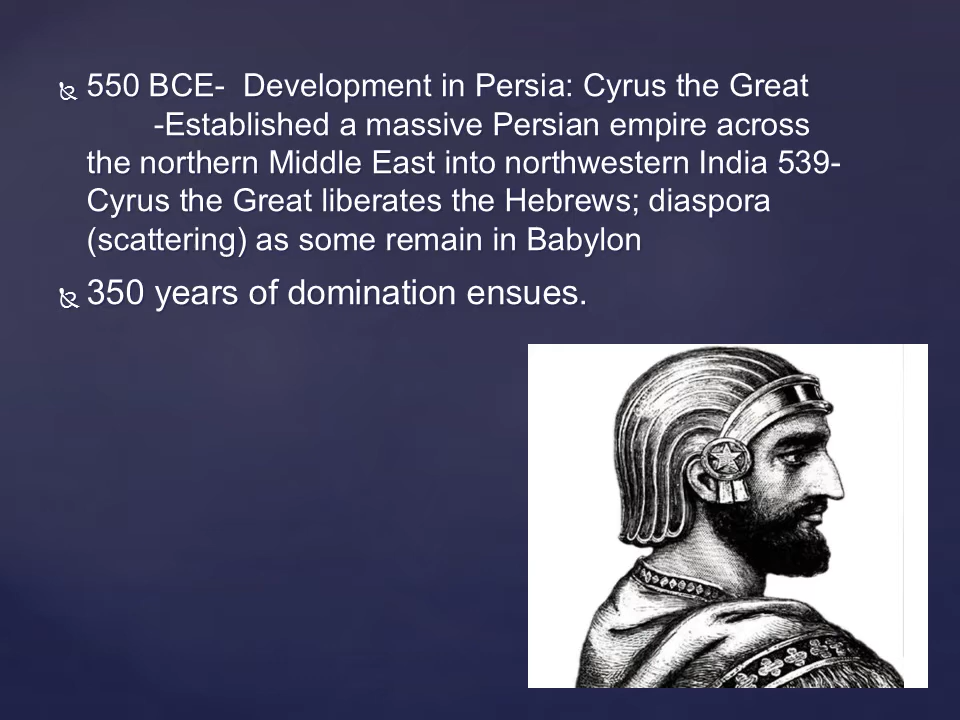 550 BCE-  Development in Persia: Cyrus the Great
-Established a massive Persian empire across
the northern Middle East into northwestern India 539-
Cyrus the Great liberates the Hebrews; diaspora
(scattering) as some remain in Babylon
350 years of domination ensues.